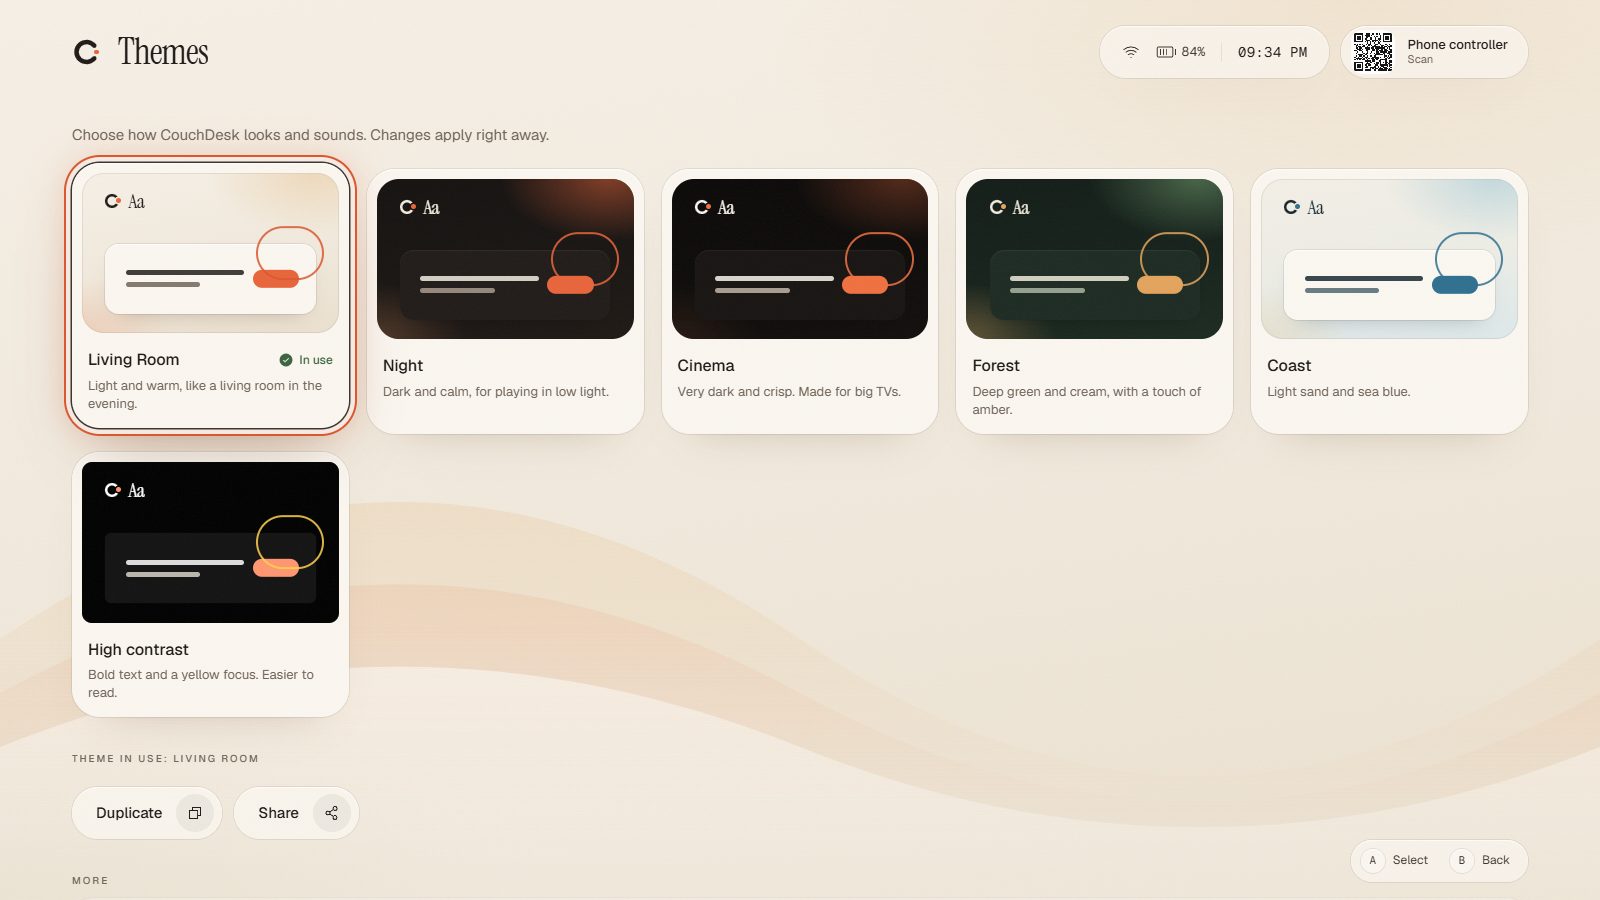 Themes
84%
09:34 PM
Phone controller
Scan
Choose how CouchDesk looks and sounds. Changes apply right away.
Aa
Aa
Aa
Aa
Aa
Living Room
In use
Light and warm, like a living room in the
evening.
Night
Dark and calm, for playing in low light.
Cinema
Very dark and crisp. Made for big TVs.
Forest
Deep green and cream, with a touch of
amber.
Coast
Light sand and sea blue.
Aa
High contrast
Bold text and a yellow focus. Easier to
read.
THEME IN USE: LIVING ROOM
Duplicate
Share
A Select
B Back
MORE